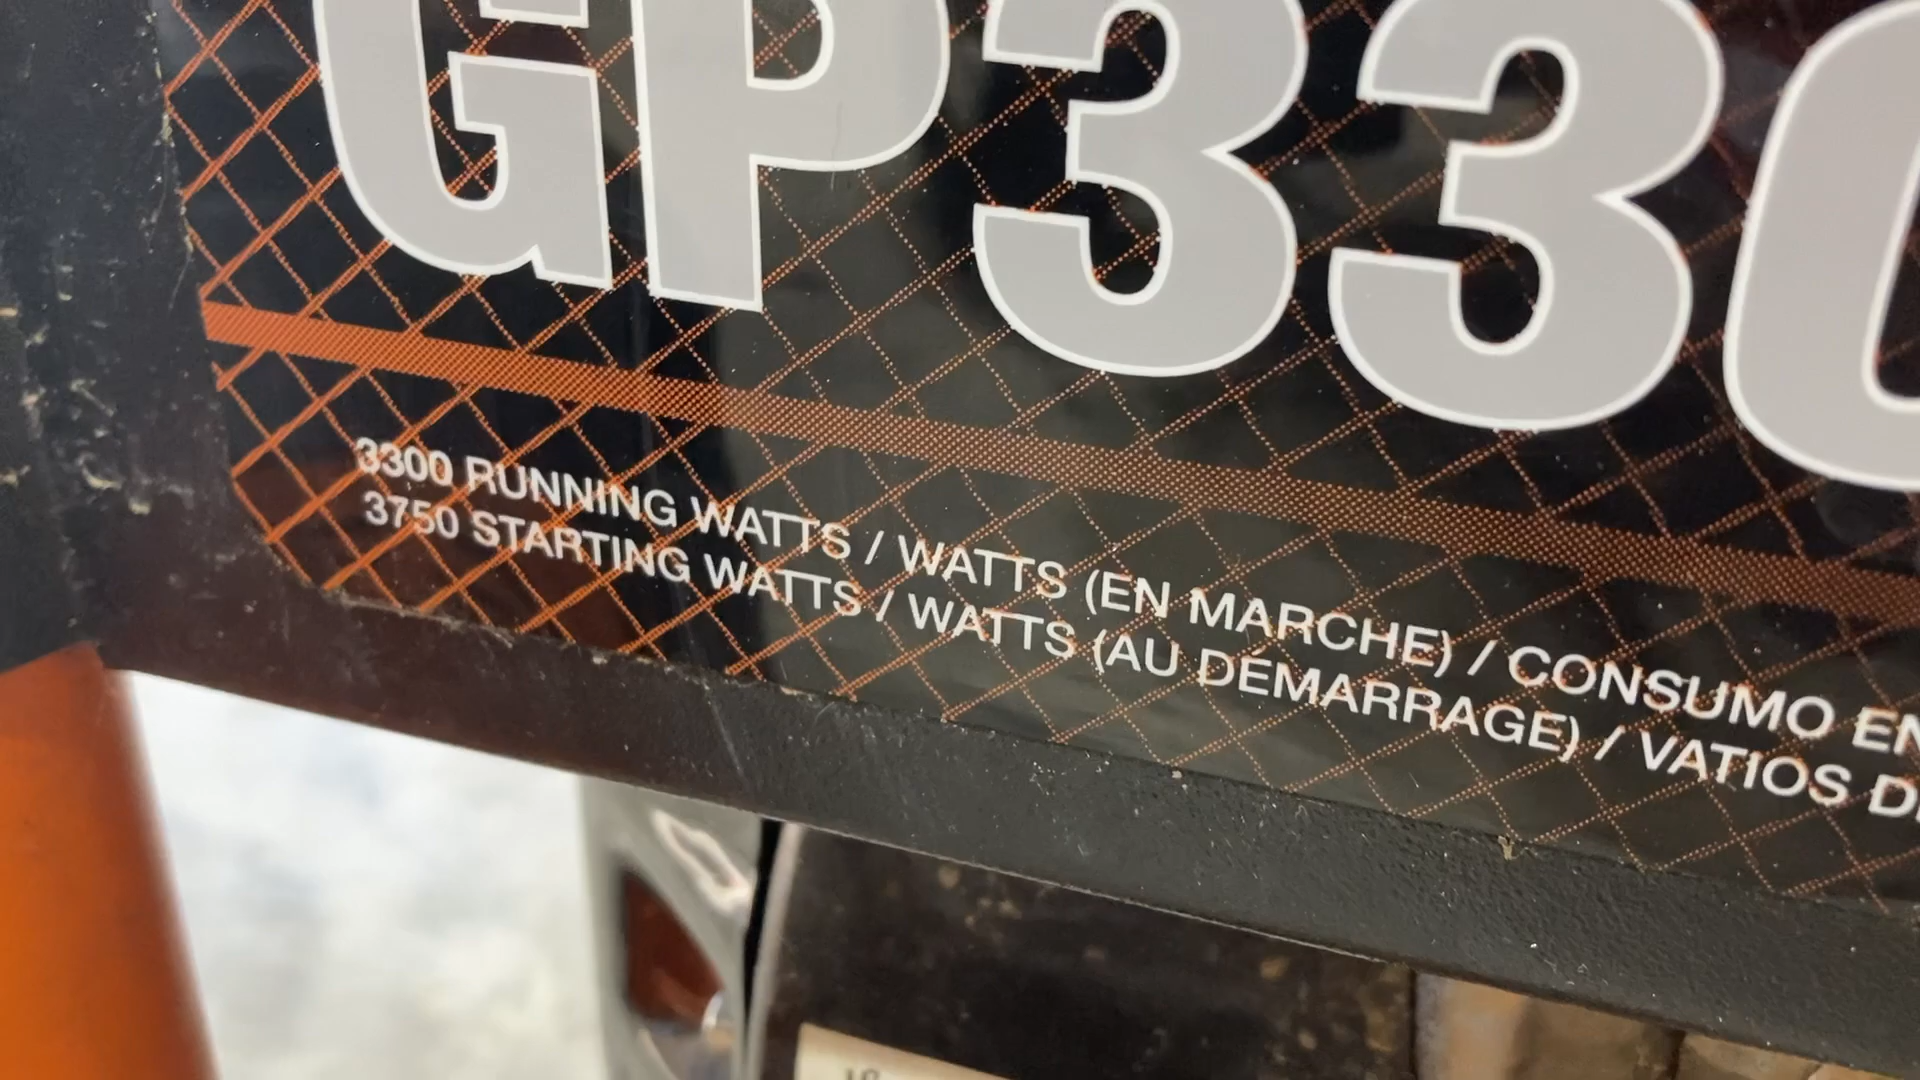 GP330
3300 RUNNING WATTS / WATTS (EN MARCHE) / CONSUMO EN
3750 STARTING WATTS / WATTS (AU DÉMARRAGE) / VATIOS D